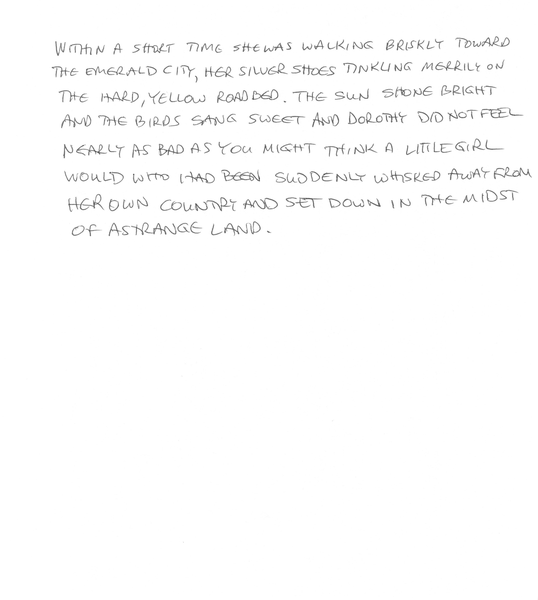 WITHIN A SHORT TIME SHE WAS WALKING BRISKLY TOWARD
THE EMERALD CITY, HER SILVER SHOES TINKLING MERRILY ON
THE HARD, YELLOW ROADBED. THE SUN SHONE BRIGHT
AND THE BIRDS SANG SWEET AND DOROTHY DID NOT FEEL
NEARLY AS BAD AS YOU MIGHT THINK A LITTLE GIRL
WOULD WHO HAD BEEN SUDDENLY WHISKED AWAY FROM
HER OWN COUNTRY AND SET DOWN IN THE MIDST
OF A STRANGE LAND.